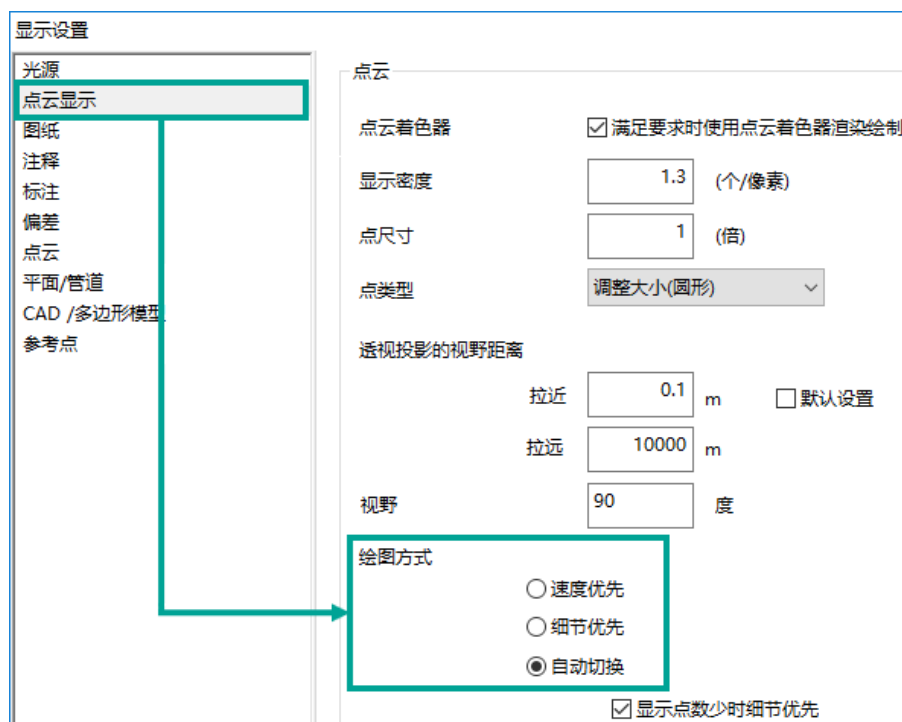 显示设置
光源
点云显示
图纸
注释
标注
偏差
点云
平面/管道
CAD /多边形模型
参考点
点云
点云着色器
满足要求时使用点云着色器渲染绘制
显示密度
1.3
(个/像素)
点尺寸
1
(倍)
点类型
调整大小(圆形)
透视投影的视野距离
拉近
0.1
m
默认设置
拉远
10000
m
视野
90
度
绘图方式
速度优先
细节优先
自动切换
显示点数少时细节优先